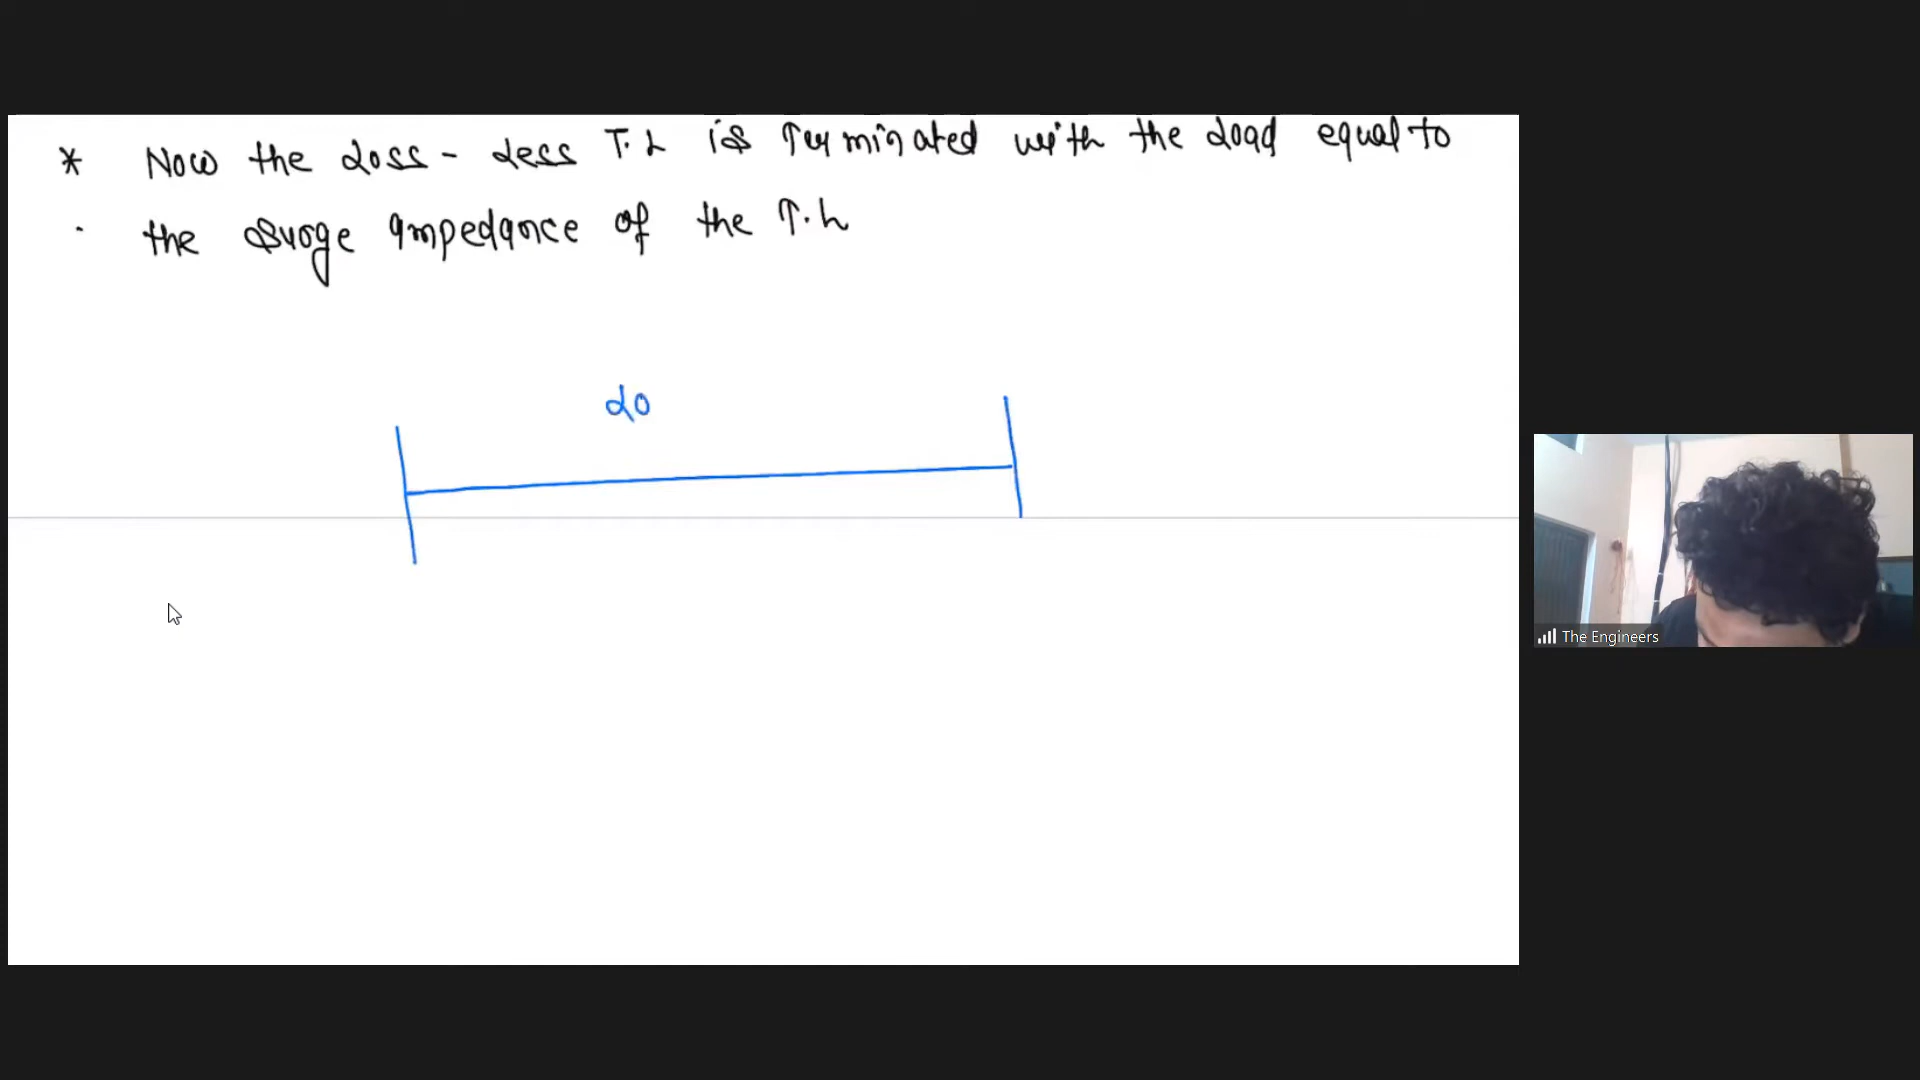 * Now the Loss - Less T.L is Terminated with the Load equal to
the Surge impedance of the T.L
Lo
The Engineers